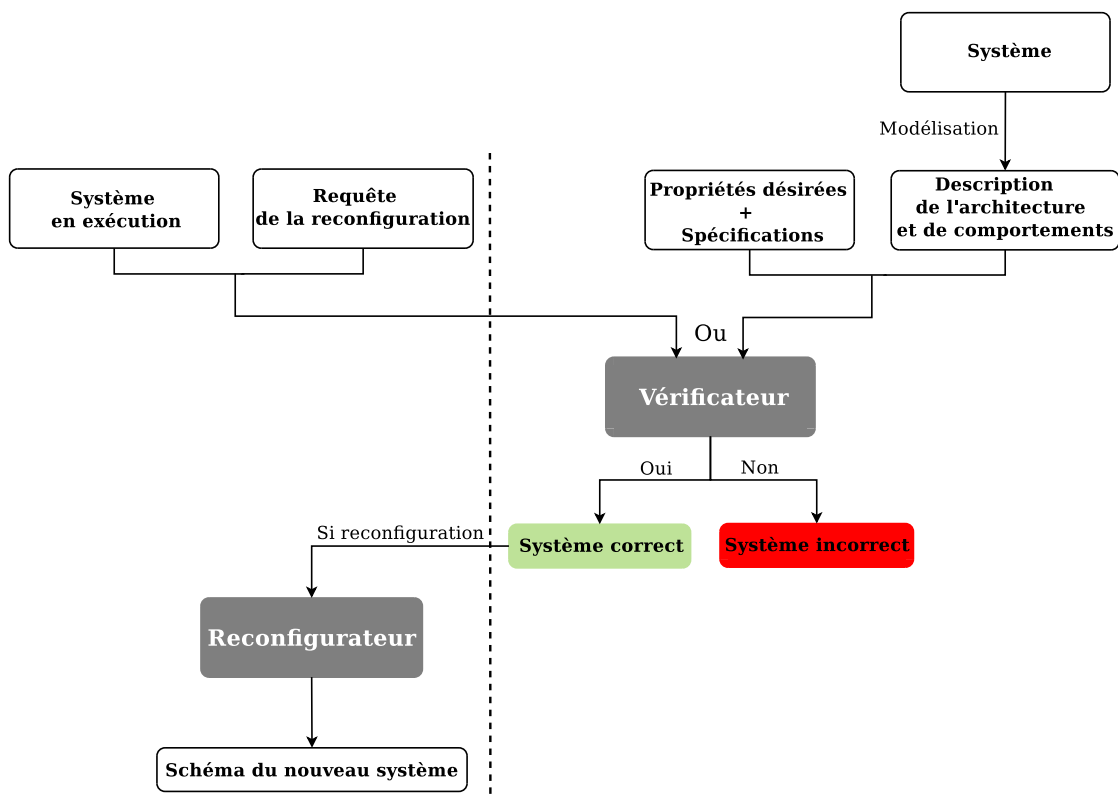 Système
Modélisation
Système
en exécution
Requête
de la reconfiguration
Propriétés désirées
+
Spécifications
Description
de l'architecture
et de comportements
Ou
Vérificateur
Oui
Non
Si reconfiguration
Système correct
Système incorrect
Reconfigurateur
Schéma du nouveau système